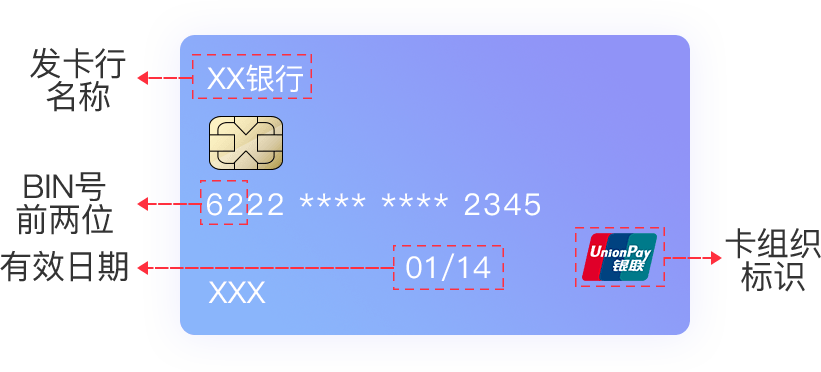 发卡行
名称
XX银行
BIN号
前两位
6222 **** **** 2345
有效日期
01/14
XXX
UnionPay
银联
卡组织
标识